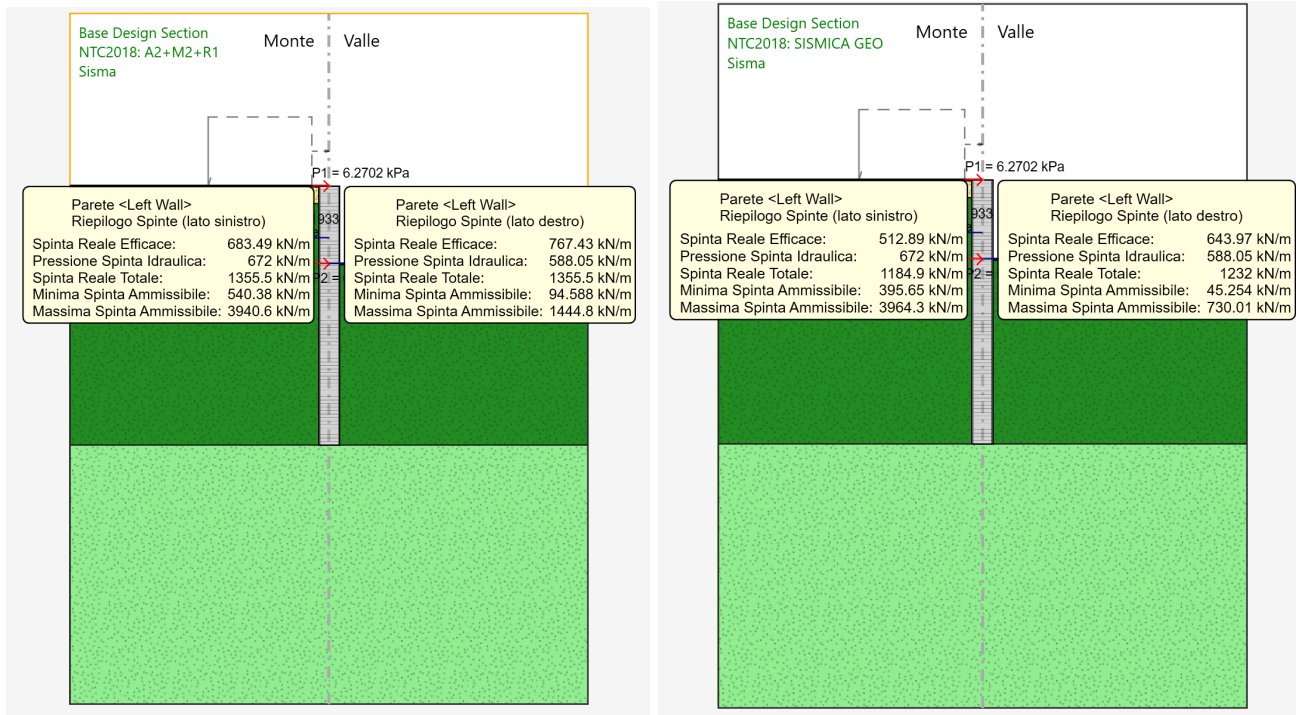 Base Design Section
NTC2018: A2+M2+R1
Sisma
Monte
Valle
P1 = 6.2702 kPa
933
P2 =
Parete <Left Wall>
Riepilogo Spinte (lato sinistro)
Spinta Reale Efficace: 683.49 kN/m
Pressione Spinta Idraulica: 672 kN/m
Spinta Reale Totale: 1355.5 kN/m
Minima Spinta Ammissibile: 540.38 kN/m
Massima Spinta Ammissibile: 3940.6 kN/m
Parete <Left Wall>
Riepilogo Spinte (lato destro)
Spinta Reale Efficace: 767.43 kN/m
Pressione Spinta Idraulica: 588.05 kN/m
Spinta Reale Totale: 1355.5 kN/m
Minima Spinta Ammissibile: 94.588 kN/m
Massima Spinta Ammissibile: 1444.8 kN/m
Base Design Section
NTC2018: SISMICA GEO
Sisma
Monte
Valle
P1 = 6.2702 kPa
933
P2 =
Parete <Left Wall>
Riepilogo Spinte (lato sinistro)
Spinta Reale Efficace: 512.89 kN/m
Pressione Spinta Idraulica: 672 kN/m
Spinta Reale Totale: 1184.9 kN/m
Minima Spinta Ammissibile: 395.65 kN/m
Massima Spinta Ammissibile: 3964.3 kN/m
Parete <Left Wall>
Riepilogo Spinte (lato destro)
Spinta Reale Efficace: 643.97 kN/m
Pressione Spinta Idraulica: 588.05 kN/m
Spinta Reale Totale: 1232 kN/m
Minima Spinta Ammissibile: 45.254 kN/m
Massima Spinta Ammissibile: 730.01 kN/m